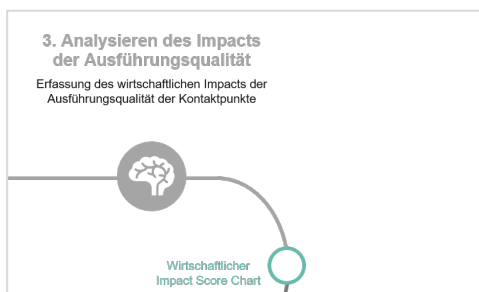 3. Analysieren des Impacts
der Ausführungsqualität
Erfassung des wirtschaftlichen Impacts der
Ausführungsqualität der Kontaktpunkte
Wirtschaftlicher
Impact Score Chart